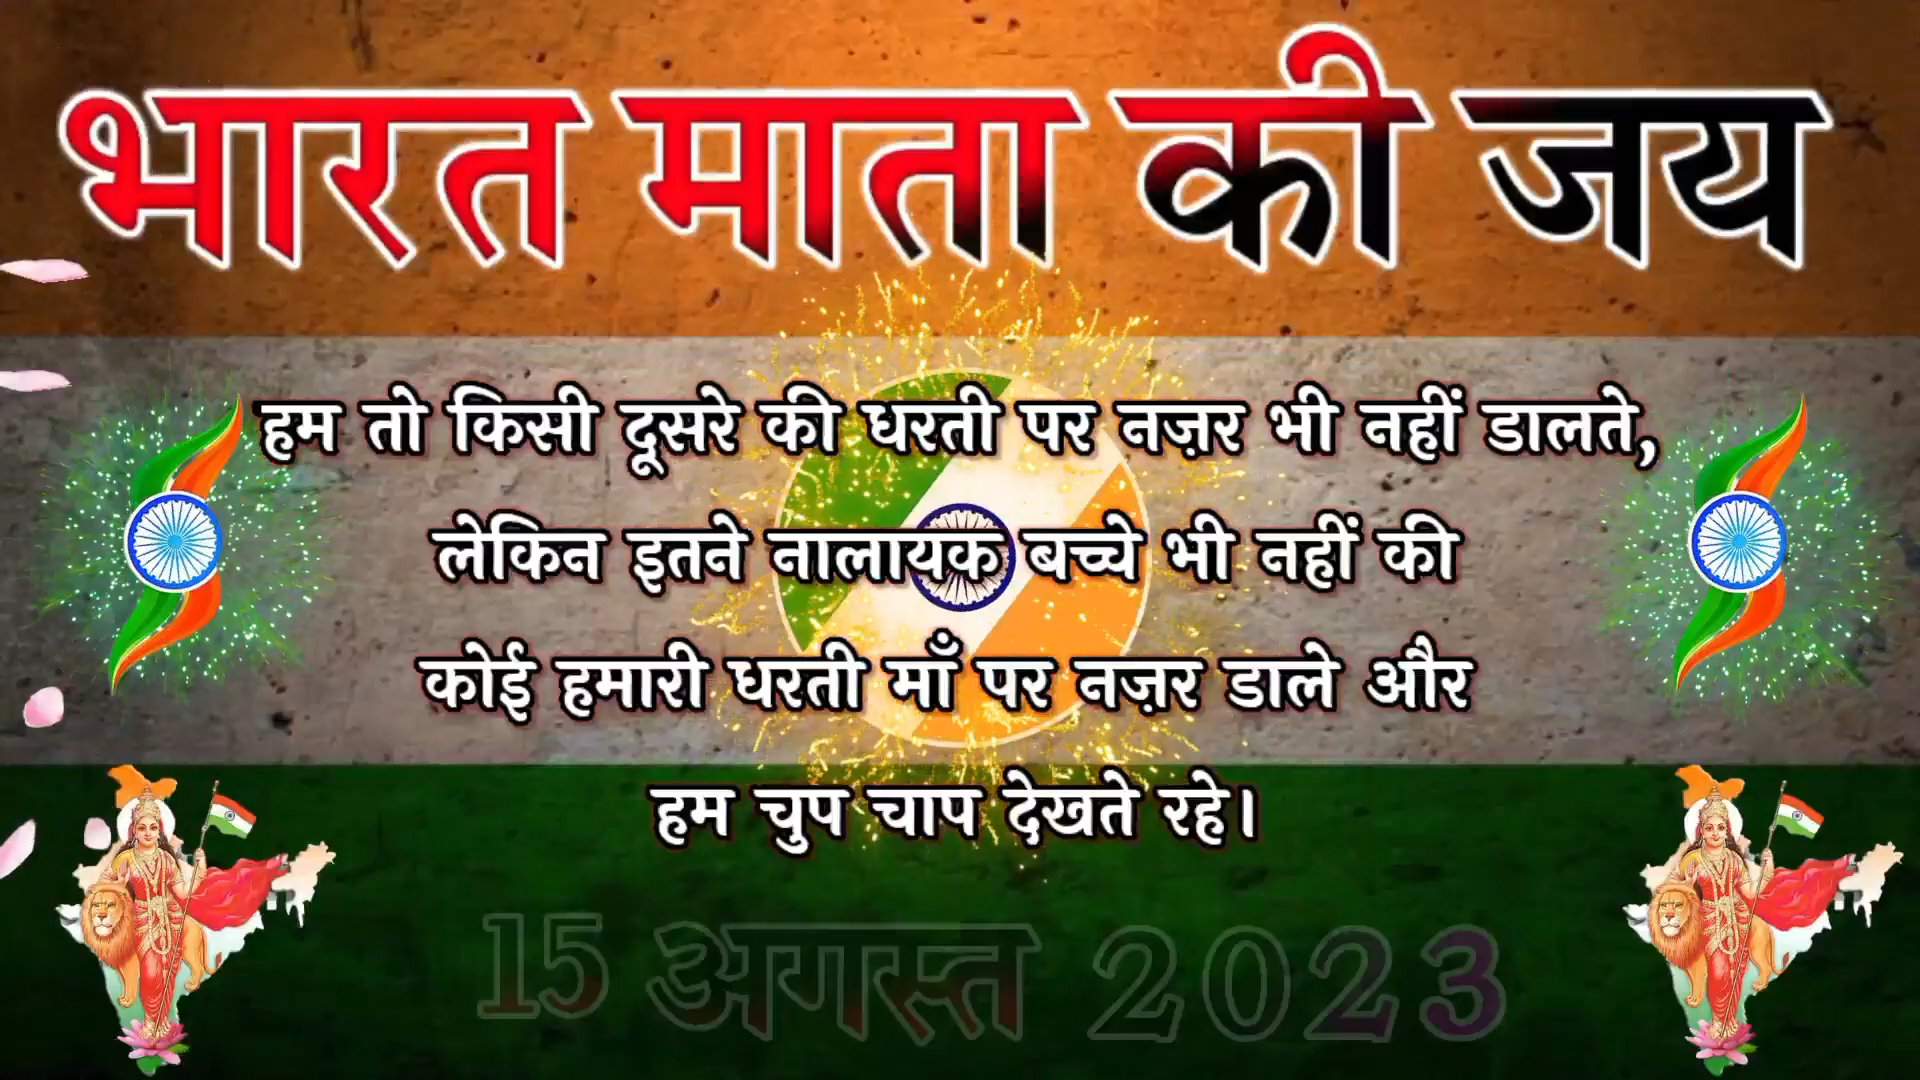 भारत माता की जय
हम तो किसी दूसरे की धरती पर नज़र भी नहीं डालते,
लेकिन इतने नालायक बच्चे भी नहीं की
कोई हमारी धरती माँ पर नज़र डाले और
हम चुप चाप देखते रहे।
15 अगस्त 2023